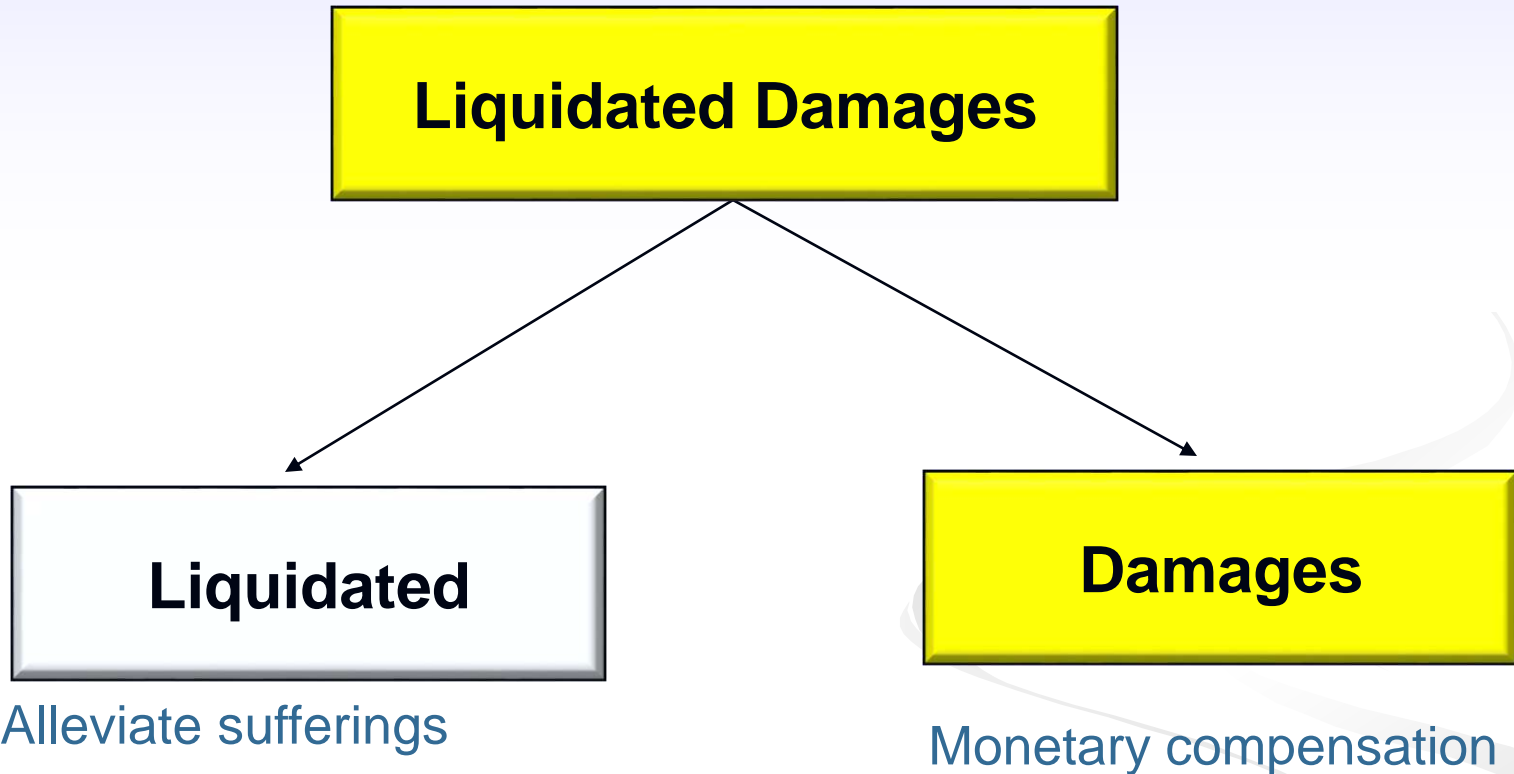 Liquidated Damages
Liquidated
Damages
Alleviate sufferings
Monetary compensation